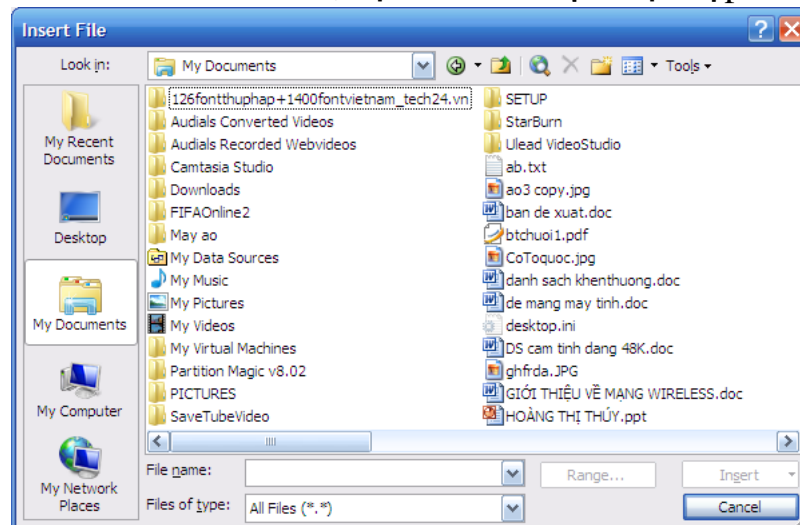 Insert File
Look in:
My Documents
Tools
My Recent
Documents
Desktop
My Documents
My Computer
My Network
Places
126fontthuphap+1400fontvietnam_tech24.vn
Audials Converted Videos
Audials Recorded Webvideos
Camtasia Studio
Downloads
FIFAOnline2
May ao
My Data Sources
My Music
My Pictures
My Videos
My Virtual Machines
Partition Magic v8.02
PICTURES
SaveTubeVideo
SETUP
StarBurn
Ulead VideoStudio
ab.txt
ao3 copy.jpg
ban de xuat.doc
btchuoi1.pdf
CoToquoc.jpg
danh sach khenthuong.doc
de mang may tinh.doc
desktop.ini
DS cam tinh dang 48K.doc
ghfrda.JPG
GIỚI THIỆU VỀ MẠNG WIRELESS.doc
HOÀNG THỊ THÚY.ppt
File name:
Range...
Insert
Files of type:
All Files (*.*)
Cancel